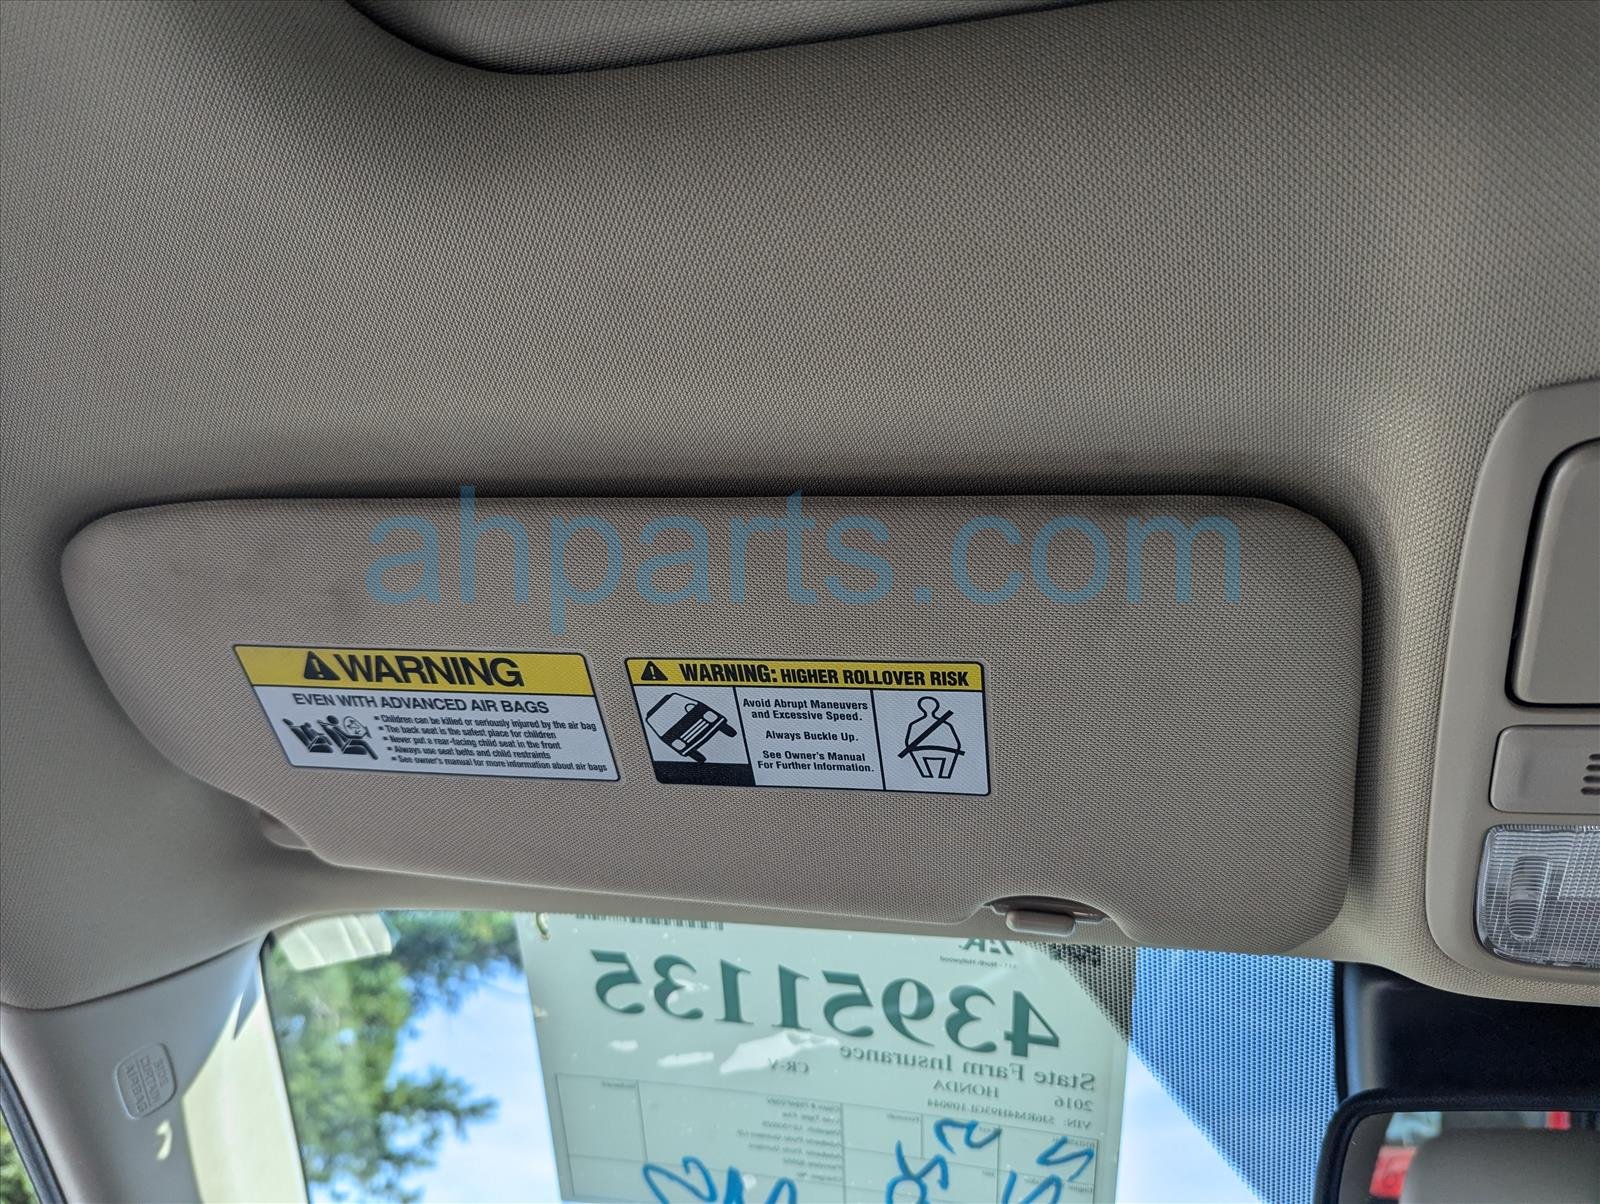 ahparts.com
WARNING
EVEN WITH ADVANCED AIR BAGS
• Children can be killed or seriously injured by the air bag
• The back seat is the safest place for children
• Never put a rear-facing child seat in the front
• Always use seat belts and child restraints
• See owner's manual for more information about air bags
WARNING: HIGHER ROLLOVER RISK
Avoid Abrupt Maneuvers
and Excessive Speed.
Always Buckle Up.
See Owner's Manual
For Further Information.
SIDE
CURTAIN
AIRBAG
43951135
State Farm Insurance
HONDA CR-V
2016
VIN: